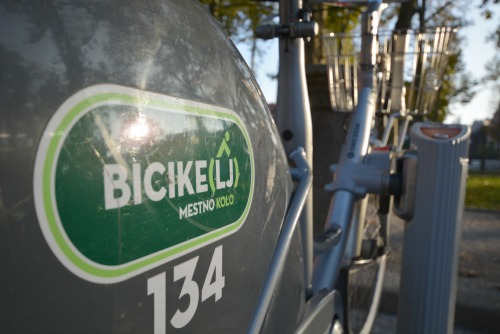 BICIKE(LJ)
MESTNO KOLO
134